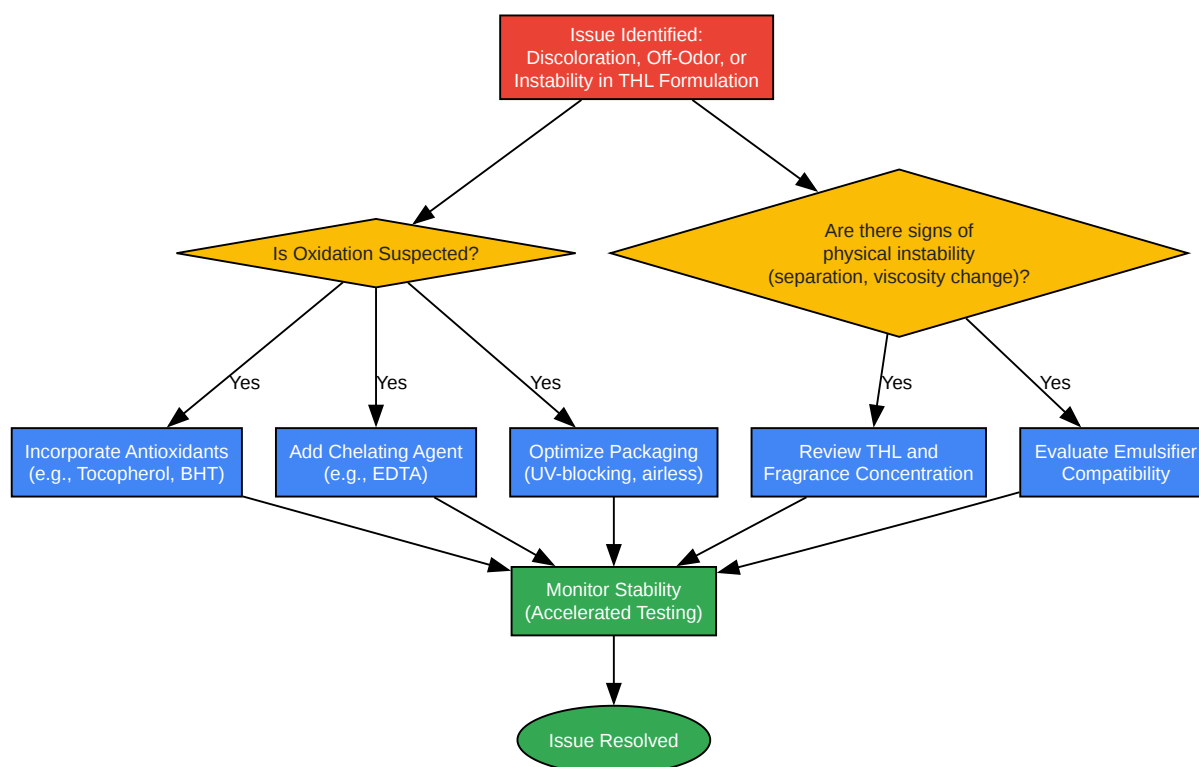 Issue Identified:
Discoloration, Off-Odor, or
Instability in THL Formulation
Is Oxidation Suspected?
Are there signs of
physical instability
(separation, viscosity change)?
Yes
Yes
Yes
Yes
Yes
Incorporate Antioxidants
(e.g., Tocopherol, BHT)
Add Chelating Agent
(e.g., EDTA)
Optimize Packaging
(UV-blocking, airless)
Review THL and
Fragrance Concentration
Evaluate Emulsifier
Compatibility
Monitor Stability
(Accelerated Testing)
Issue Resolved